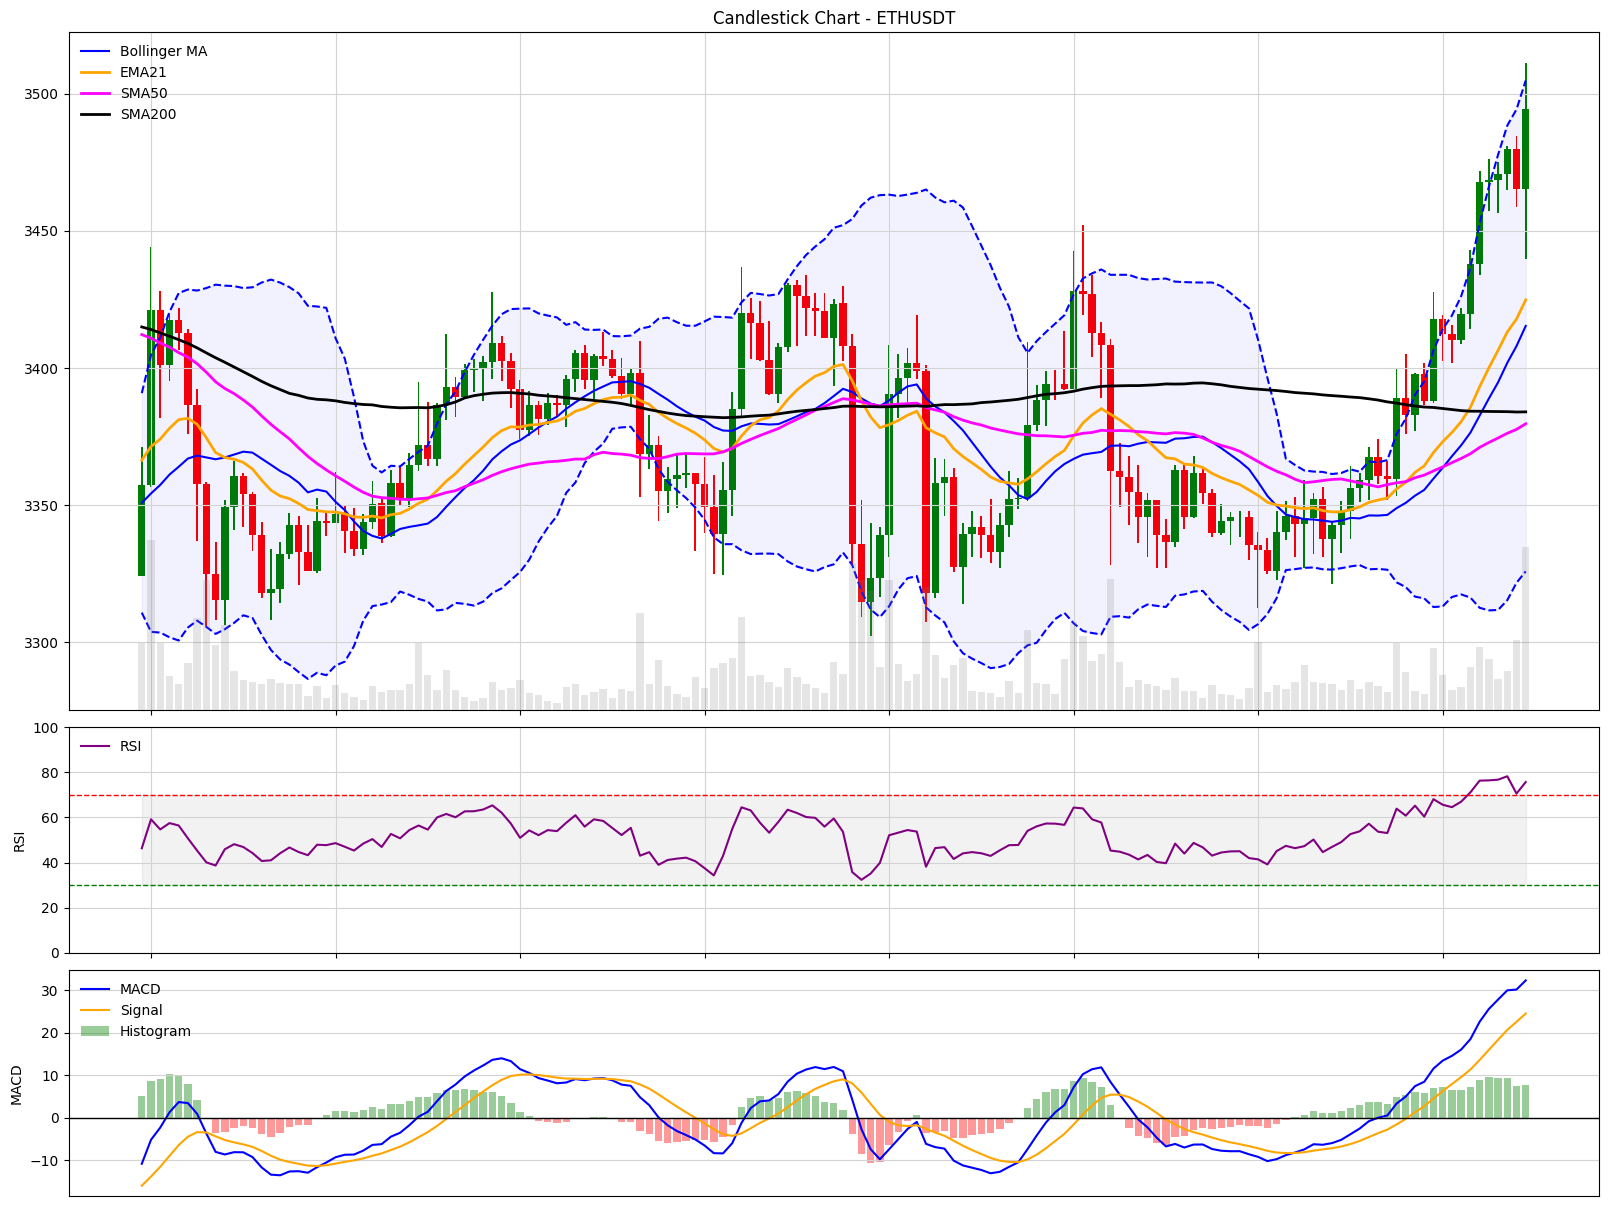 Candlestick Chart - ETHUSDT
Bollinger MA
EMA21
SMA50
SMA200
3500
3450
3400
3350
3300
RSI
100
80
60
40
20
0
RSI
MACD
Signal
Histogram
30
20
10
0
−10
MACD